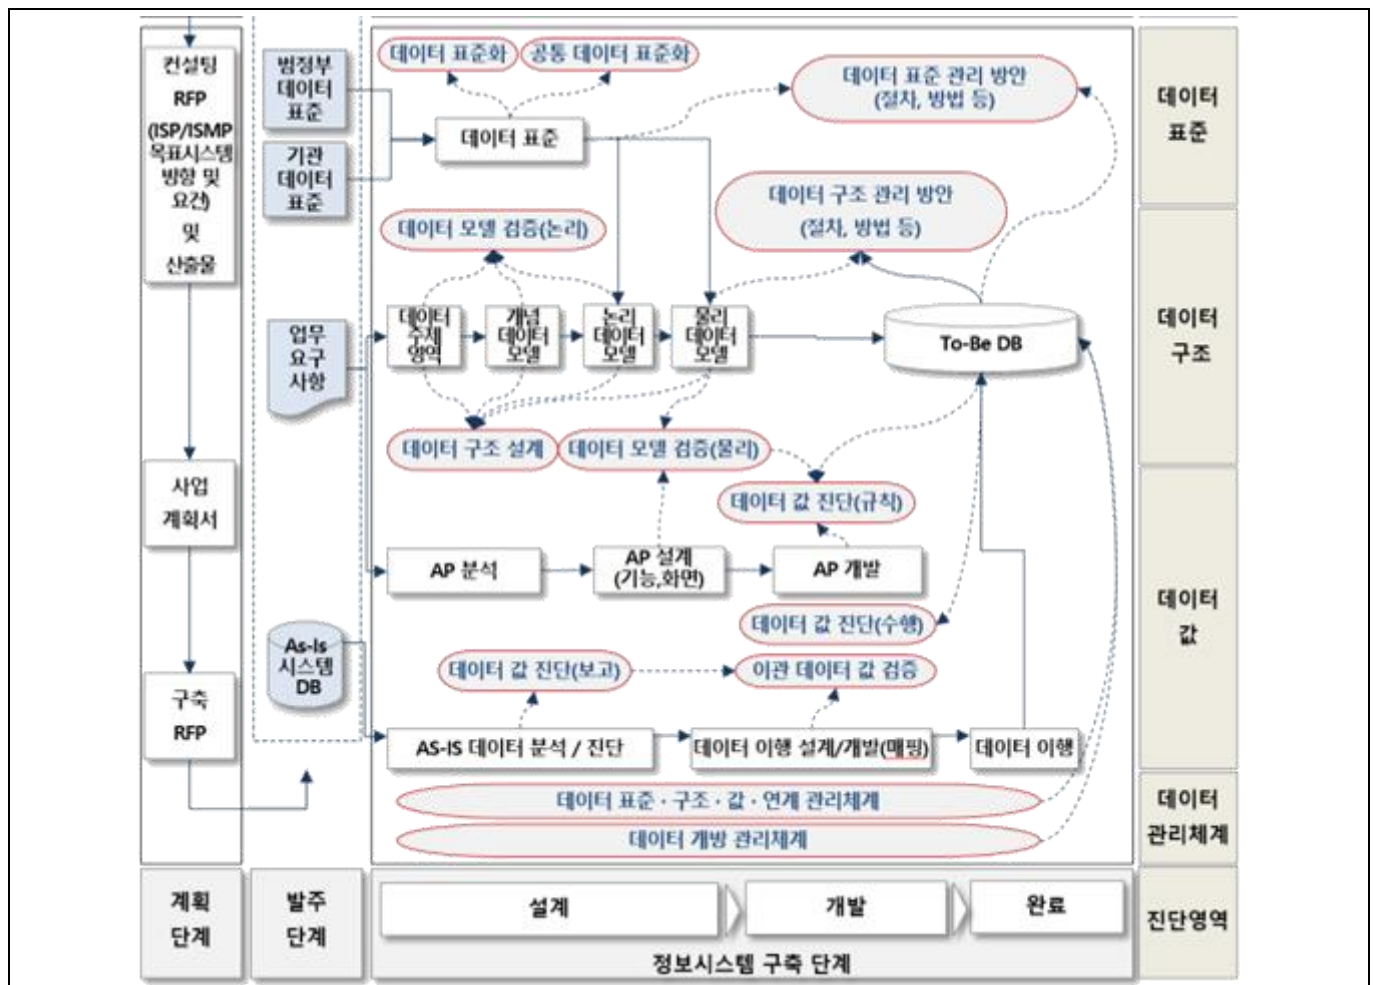 컨설팅
RFP
(ISP/ISMP
목표시스템
방향 및
요건)
및
산출물
사업
계획서
구축
RFP
범정부
데이터
표준
기관
데이터
표준
업무
요구
사항
As-Is
시스템
DB
데이터 표준화
공통 데이터 표준화
데이터 표준 관리 방안
(절차, 방법 등)
데이터 표준
데이터 구조 관리 방안
(절차, 방법 등)
데이터 모델 검증(논리)
데이터
주제
영역
개념
데이터
모델
논리
데이터
모델
물리
데이터
모델
To-Be DB
데이터 구조 설계
데이터 모델 검증(물리)
데이터 값 진단(규칙)
AP 분석
AP 설계
(기능,화면)
AP 개발
데이터 값 진단(수행)
데이터 값 진단(보고)
이관 데이터 값 검증
AS-IS 데이터 분석 / 진단
데이터 이행 설계/개발(매핑)
데이터 이행
데이터 표준 · 구조 · 값 · 연계 관리체계
데이터 개방 관리체계
데이터
표준
데이터
구조
데이터
값
데이터
관리체계
계획
단계
발주
단계
설계
개발
완료
정보시스템 구축 단계
진단영역